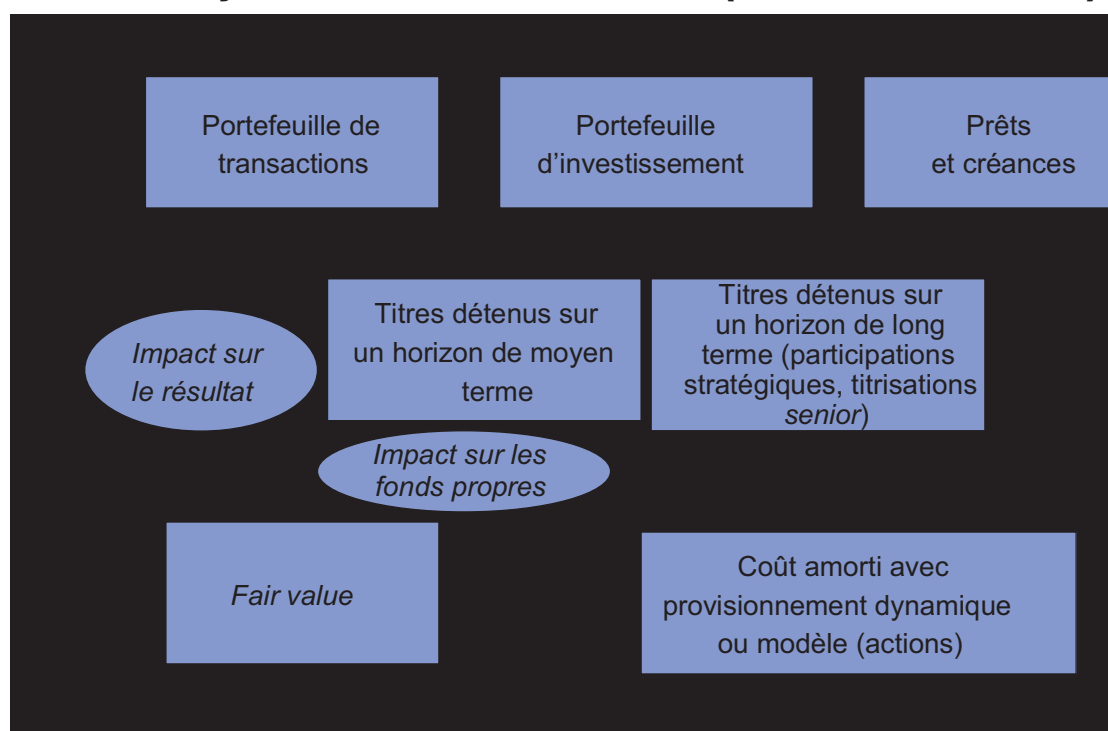 Portefeuille de
transactions
Portefeuille
d’investissement
Prêts
et créances
Impact sur
le résultat
Titres détenus sur
un horizon de moyen
terme
Titres détenus sur
un horizon de long
terme (participations
stratégiques, titrisations
senior)
Impact sur les
fonds propres
Fair value
Coût amorti avec
provisionnement dynamique
ou modèle (actions)